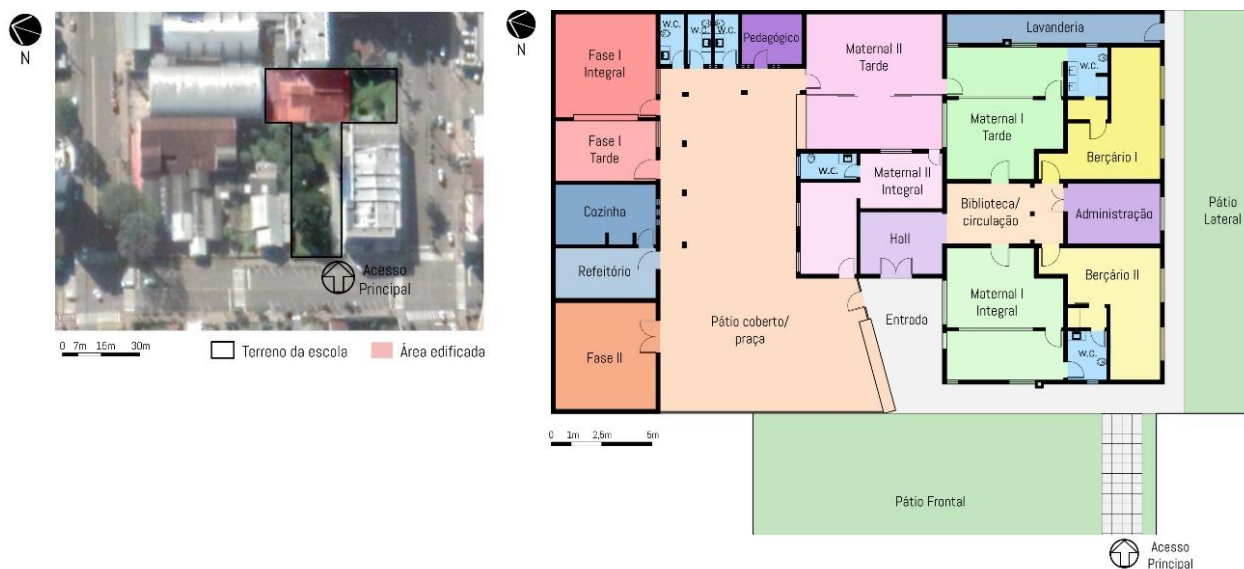 N
Acesso
Principal
0 7m 15m 30m
Terreno da escola
Área edificada
N
Fase I
Integral
Fase I
Tarde
Cozinha
Refeitório
Fase II
W.C.
W.C.
W.C.
Pedagógico
Maternal II
Tarde
W.C.
Maternal II
Integral
Hall
Pátio coberto/
praça
Entrada
Lavanderia
W.C.
Maternal I
Tarde
Berçário I
Biblioteca/
circulação
Administração
Maternal I
Integral
Berçário II
W.C.
Pátio
Lateral
0 1m 2,5m 5m
Pátio Frontal
Acesso
Principal